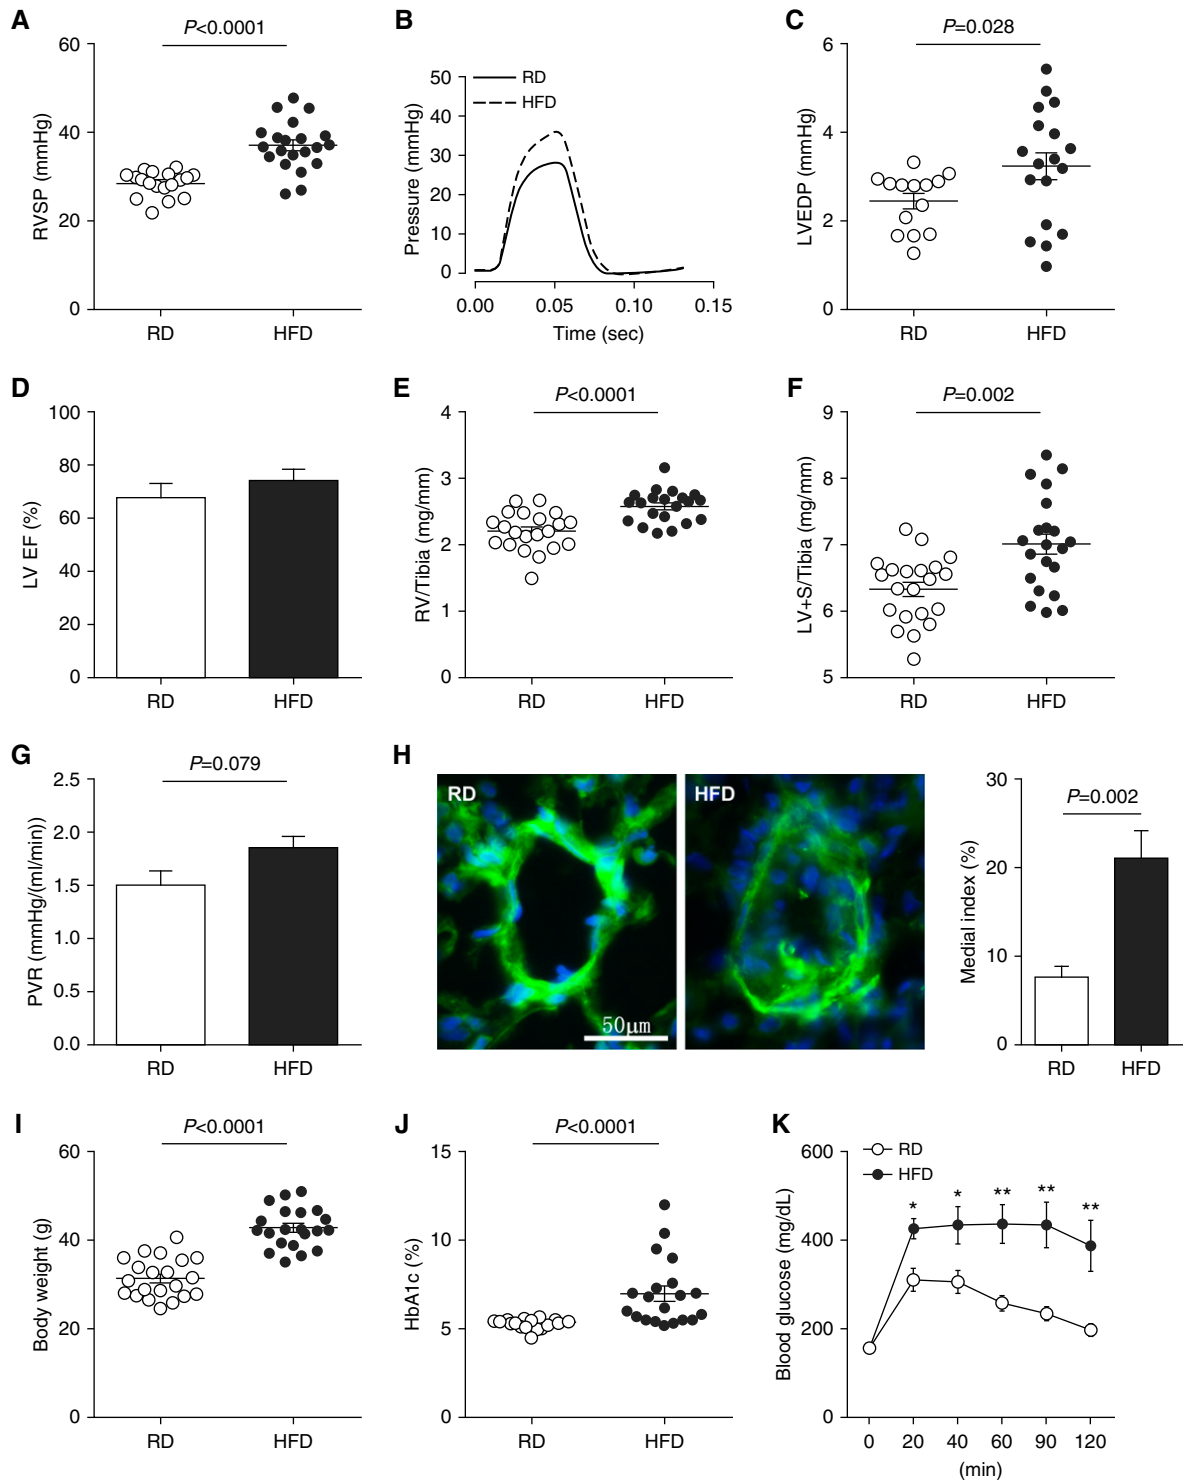 A
P<0.0001
60
40
20
0
RVSP (mmHg)
RD
HFD
B
RD
HFD
50
40
30
20
10
0
Pressure (mmHg)
0.00
0.05
0.10
0.15
Time (sec)
C
P=0.028
6
4
2
0
LVEDP (mmHg)
RD
HFD
D
100
80
60
40
20
0
LV EF (%)
RD
HFD
E
P<0.0001
4
3
2
1
0
RV/Tibia (mg/mm)
RD
HFD
F
P=0.002
9
8
7
6
5
LV+S/Tibia (mg/mm)
RD
HFD
G
P=0.079
2.5
2.0
1.5
1.0
0.5
0.0
PVR (mmHg/(ml/min))
RD
HFD
H
RD
50μm
HFD
30
20
10
0
P=0.002
Medial index (%)
RD
HFD
I
P<0.0001
60
40
20
0
Body weight (g)
RD
HFD
J
P<0.0001
15
10
5
0
HbA1c (%)
RD
HFD
K
600
400
200
0
Blood glucose (mg/dL)
RD
HFD
* * ** ** **
0
20
40
60
90
120
(min)